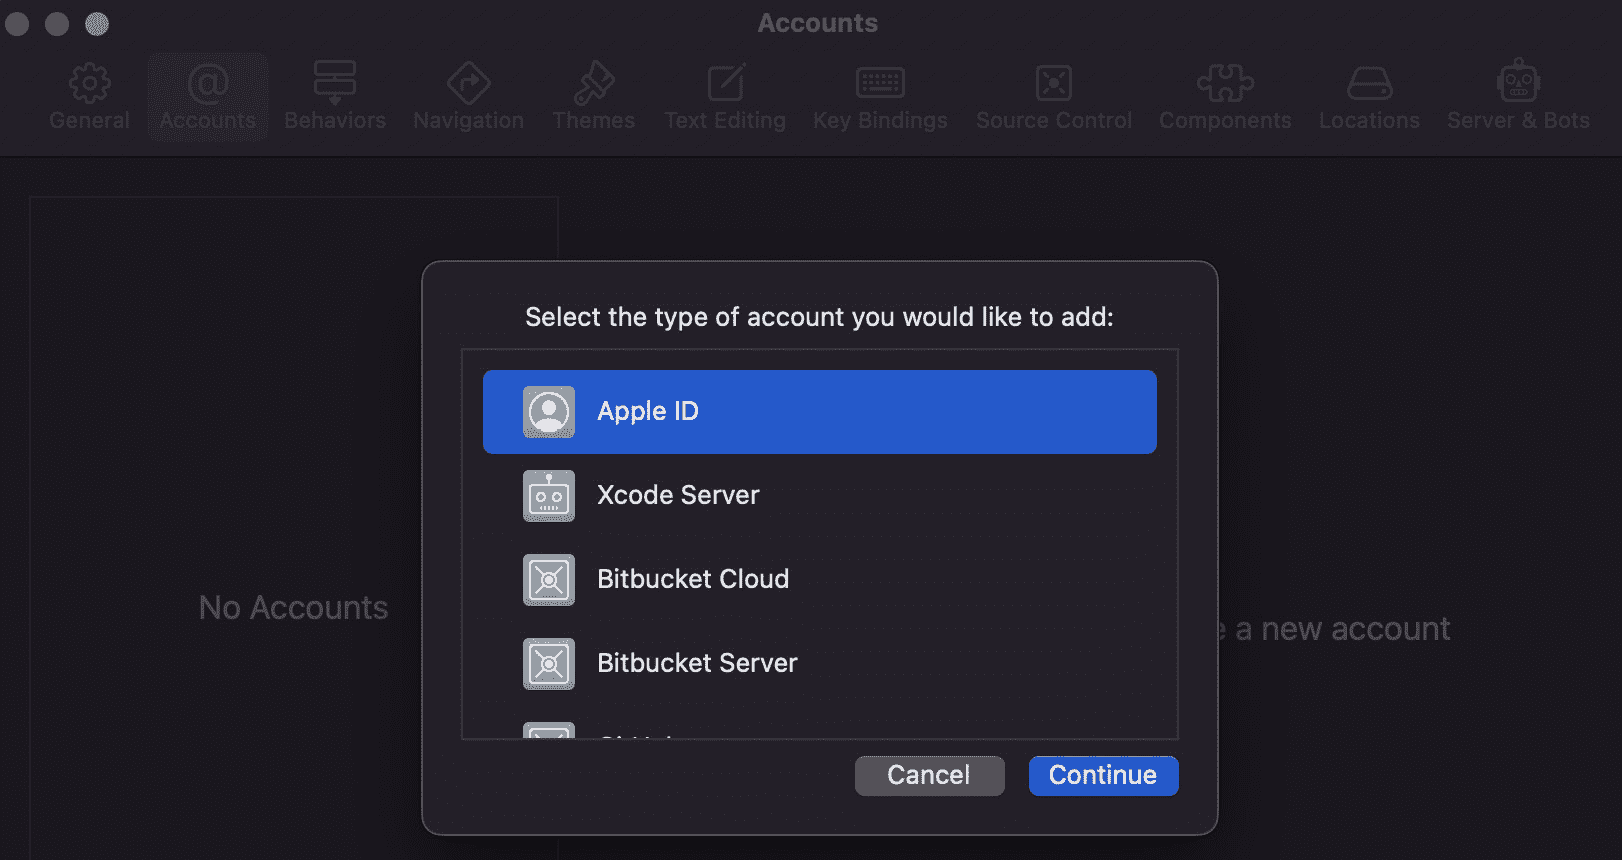 Accounts
General
Accounts
Behaviors
Navigation
Themes
Text Editing
Key Bindings
Source Control
Components
Locations
Server & Bots
Select the type of account you would like to add:
Apple ID
Xcode Server
Bitbucket Cloud
Bitbucket Server
No Accounts
a new account
Cancel
Continue